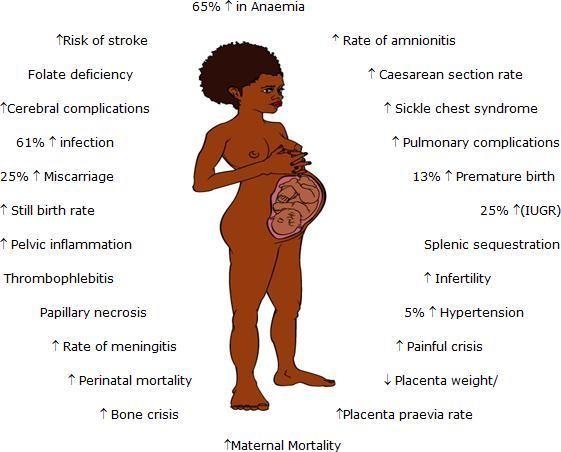 65% ↑ in Anaemia
↑Risk of stroke
↑ Rate of amnionitis
Folate deficiency
↑ Caesarean section rate
↑Cerebral complications
↑ Sickle chest syndrome
61% ↑ infection
↑ Pulmonary complications
25% ↑ Miscarriage
13% ↑ Premature birth
↑ Still birth rate
25% ↑(IUGR)
↑ Pelvic inflammation
Splenic sequestration
Thrombophlebitis
↑ Infertility
Papillary necrosis
5% ↑ Hypertension
↑ Rate of meningitis
↑ Painful crisis
↑ Perinatal mortality
↓ Placenta weight/
↑ Bone crisis
↑Placenta praevia rate
↑Maternal Mortality